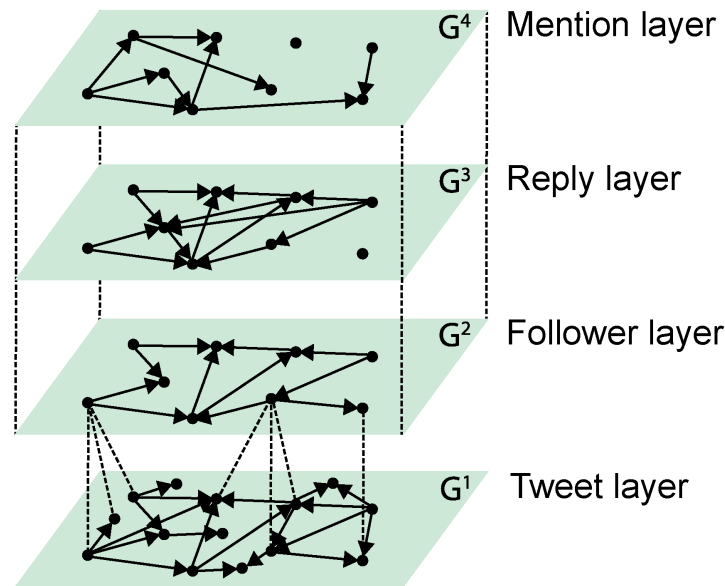 G⁴ Mention layer
G³ Reply layer
G² Follower layer
G¹ Tweet layer